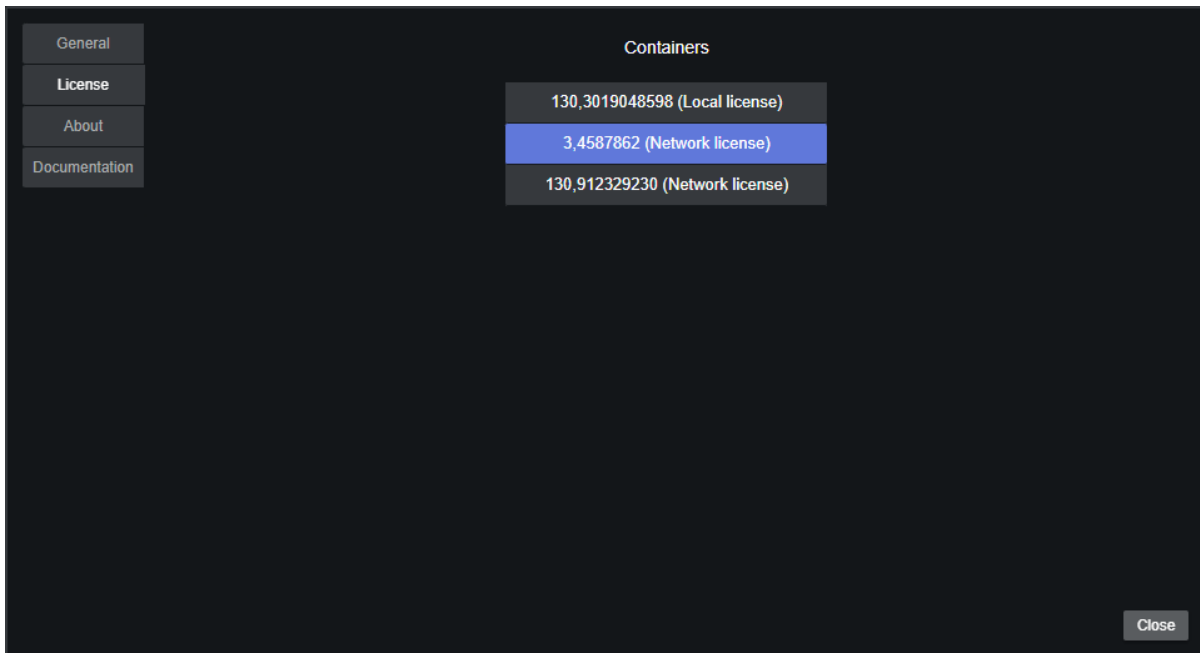 General
License
About
Documentation
Containers
130,3019048598 (Local license)
3,4587862 (Network license)
130,912329230 (Network license)
Close